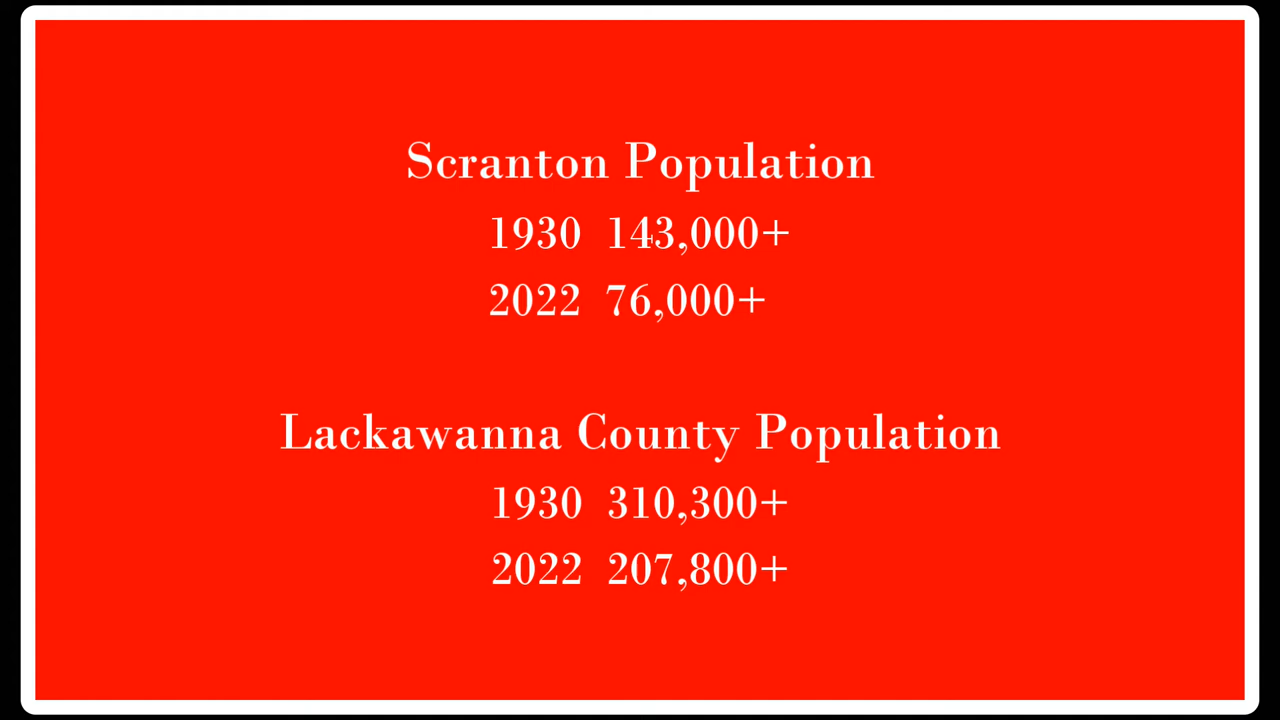 Scranton Population
1930 143,000+
2022 76,000+
Lackawanna County Population
1930 310,300+
2022 207,800+